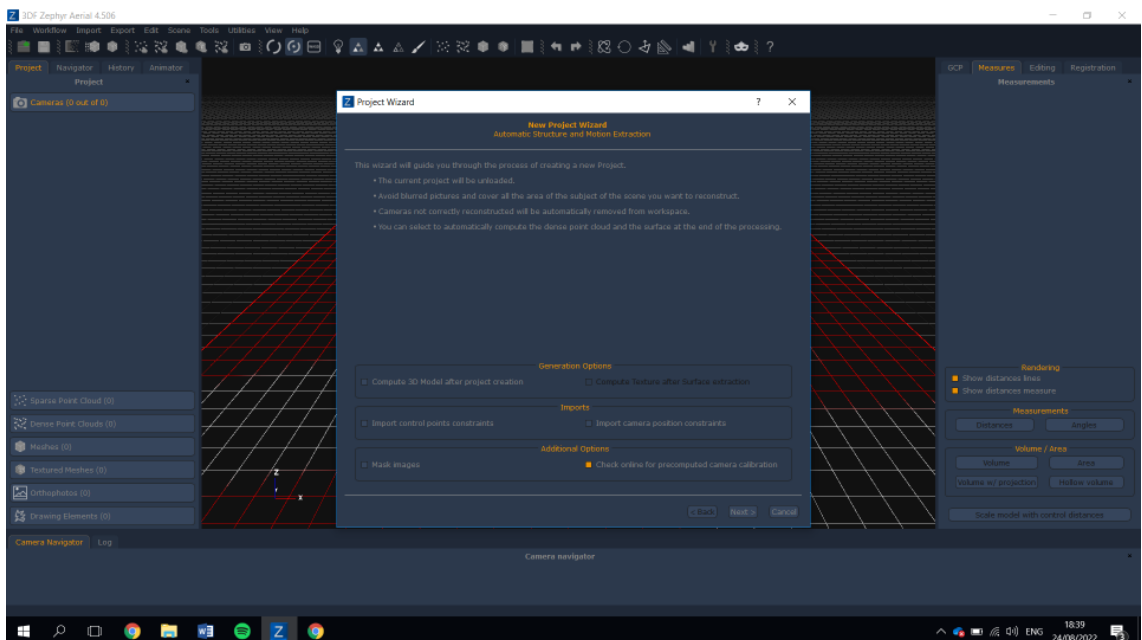 3DF Zephyr Aerial 4.506
File Workflow Import Export Edit Scene Tools Utilities View Help
Project Navigator History Animator
Project
Cameras (0 out of 0)
Sparse Point Cloud (0)
Dense Point Clouds (0)
Meshes (0)
Textured Meshes (0)
Orthophotos (0)
Drawing Elements (0)
Z
Y
X
Project Wizard
New Project Wizard
Automatic Structure and Motion Extraction
This wizard will guide you through the process of creating a new Project.
• The current project will be unloaded.
• Avoid blurred pictures and cover all the area of the subject of the scene you want to reconstruct.
• Cameras not correctly reconstructed will be automatically removed from workspace.
• You can select to automatically compute the dense point cloud and the surface at the end of the processing.
Generation Options
Compute 3D Model after project creation Compute Texture after Surface extraction
Imports
Import control points constraints Import camera position constraints
Additional Options
Mask images Check online for precomputed camera calibration
< Back Next > Cancel
GCP Measures Editing Registration
Measurements
Rendering
Show distances lines
Show distances measure
Measurements
Distances Angles
Volume / Area
Volume Area
Volume w/ projection Hollow volume
Scale model with control distances
Camera Navigator Log
Camera navigator
ENG
18:39
24/08/2022